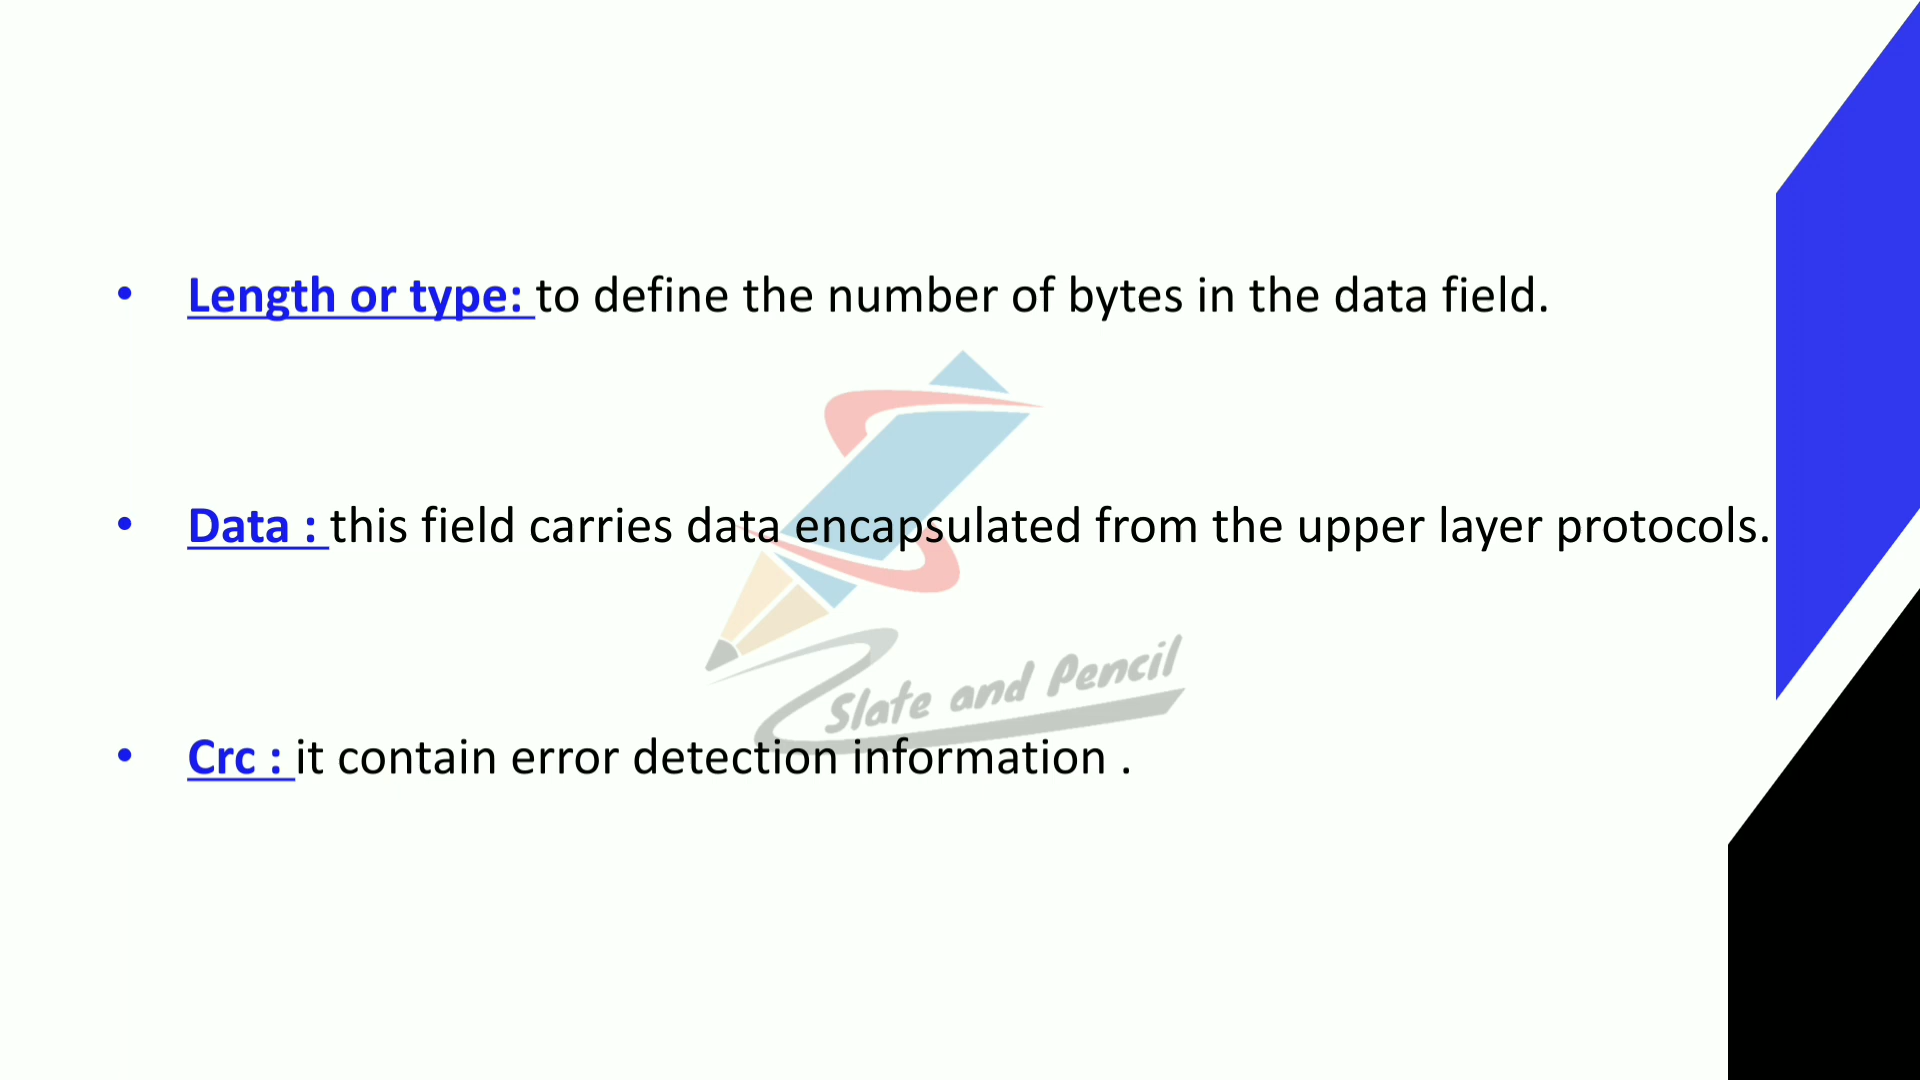 • Length or type: to define the number of bytes in the data field.
• Data : this field carries data encapsulated from the upper layer protocols.
Slate and Pencil
• Crc : it contain error detection information .